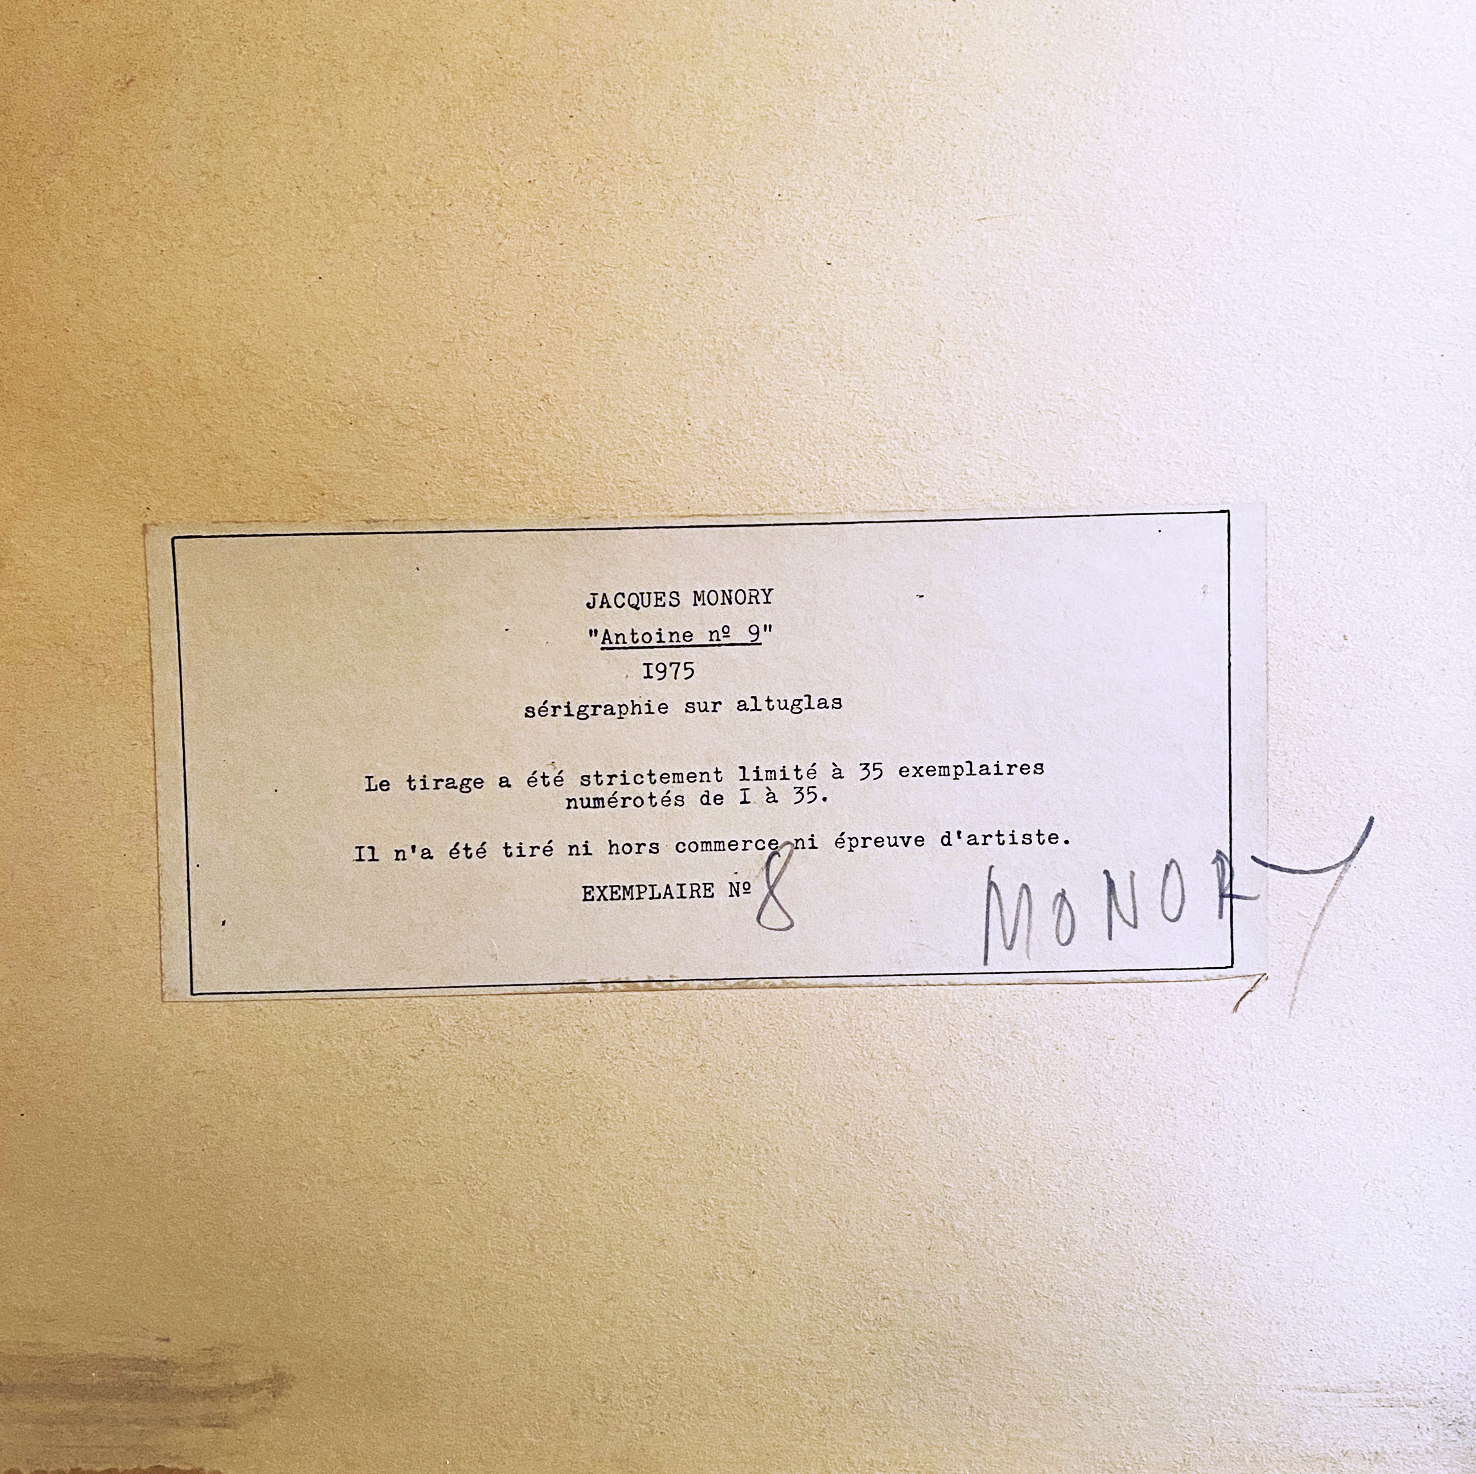 JACQUES MONORY
"Antoine nº 9"
I975
sérigraphie sur altuglas
Le tirage a été strictement limité à 35 exemplaires
numérotés de I à 35.
Il n'a été tiré ni hors commerce ni épreuve d'artiste.
EXEMPLAIRE Nº 8
MONORY